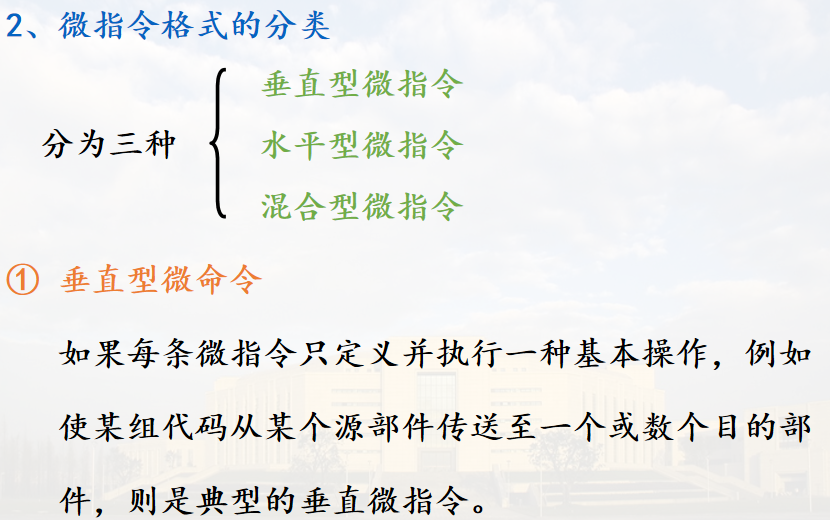 2、微指令格式的分类
垂直型微指令
分为三种
水平型微指令
混合型微指令
① 垂直型微命令
如果每条微指令只定义并执行一种基本操作，例如
使某组代码从某个源部件传送至一个或数个目的部
件，则是典型的垂直微指令。